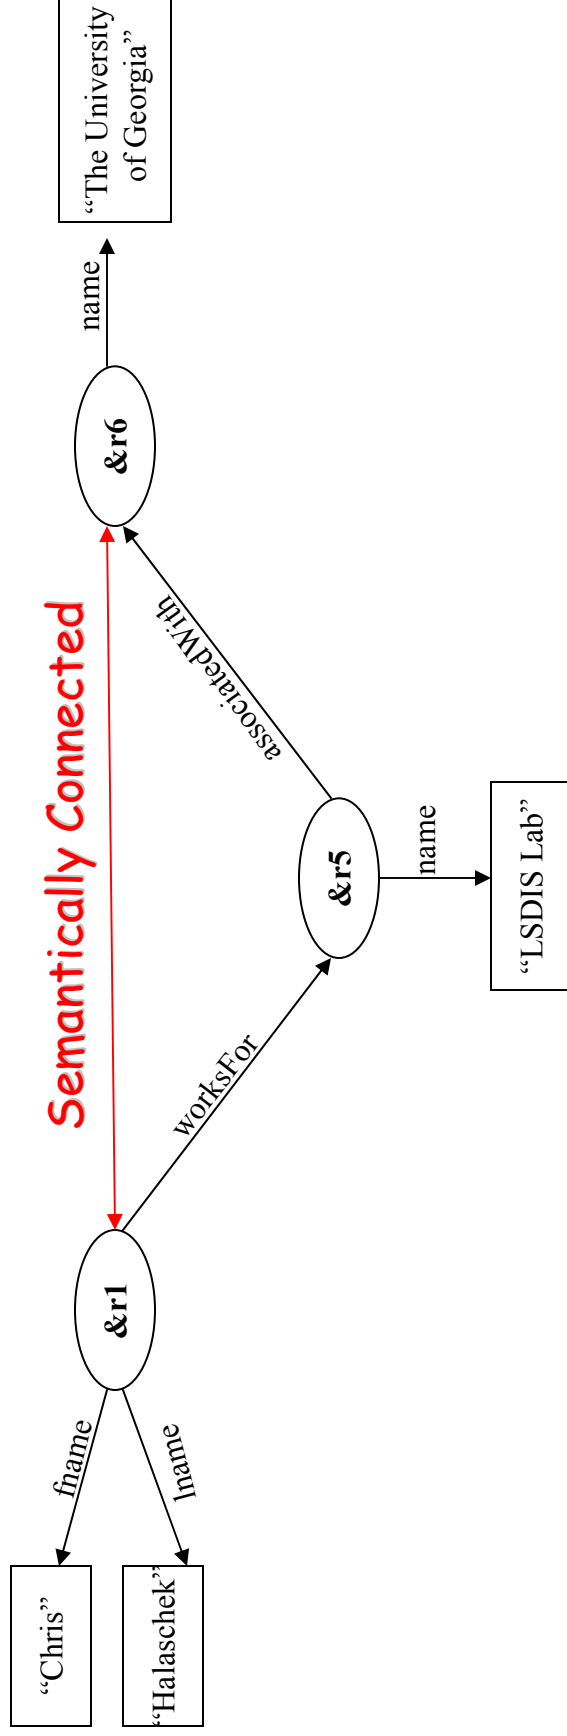 Semantically Connected
“Chris”
fname
&r1
“Halaschek”
lname
worksFor
&r5
name
“LSDIS Lab”
associatedWith
&r6
name
“The University
of Georgia”